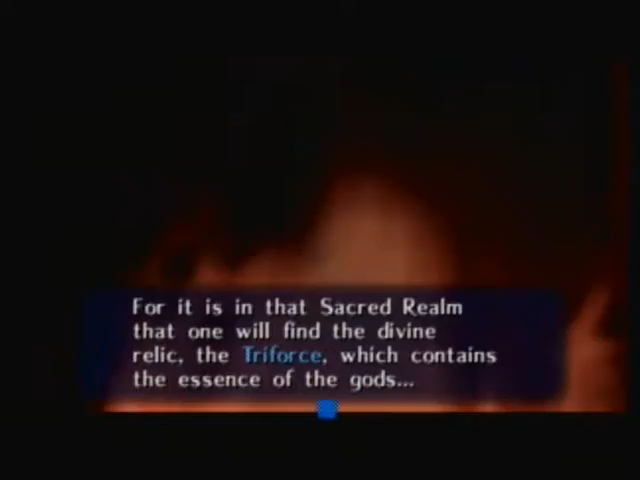 For it is in that Sacred Realm
that one will find the divine
relic, the Triforce, which contains
the essence of the gods...